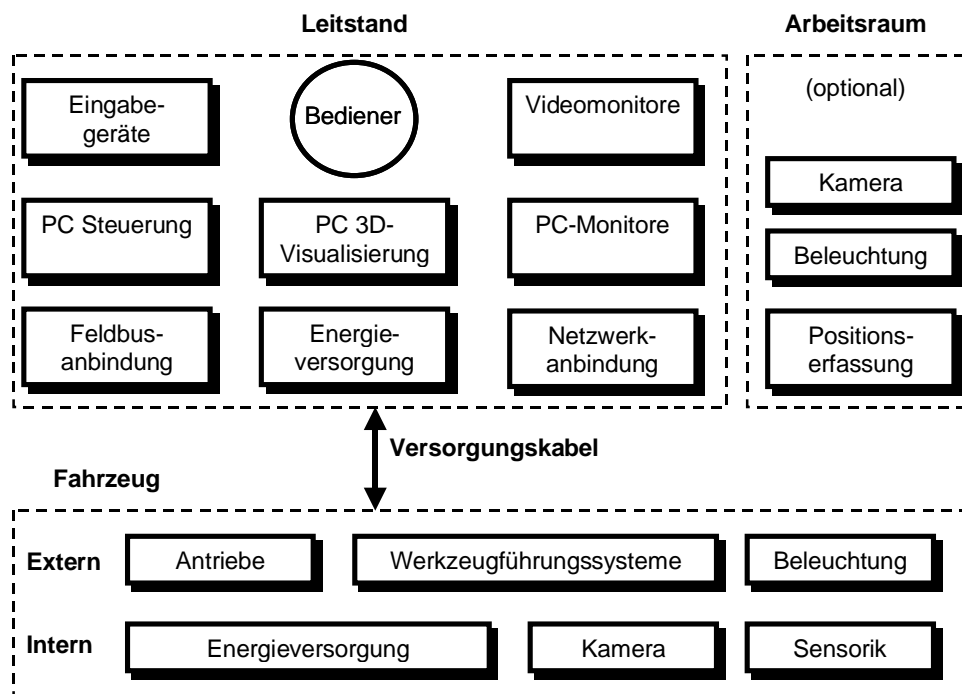 Leitstand
Arbeitsraum
Eingabe-
geräte
Bediener
Videomonitore
(optional)
Kamera
PC Steuerung
PC 3D-
Visualisierung
PC-Monitore
Beleuchtung
Feldbus-
anbindung
Energie-
versorgung
Netzwerk-
anbindung
Positions-
erfassung
Versorgungskabel
Fahrzeug
Extern
Antriebe
Werkzeugführungssysteme
Beleuchtung
Intern
Energieversorgung
Kamera
Sensorik